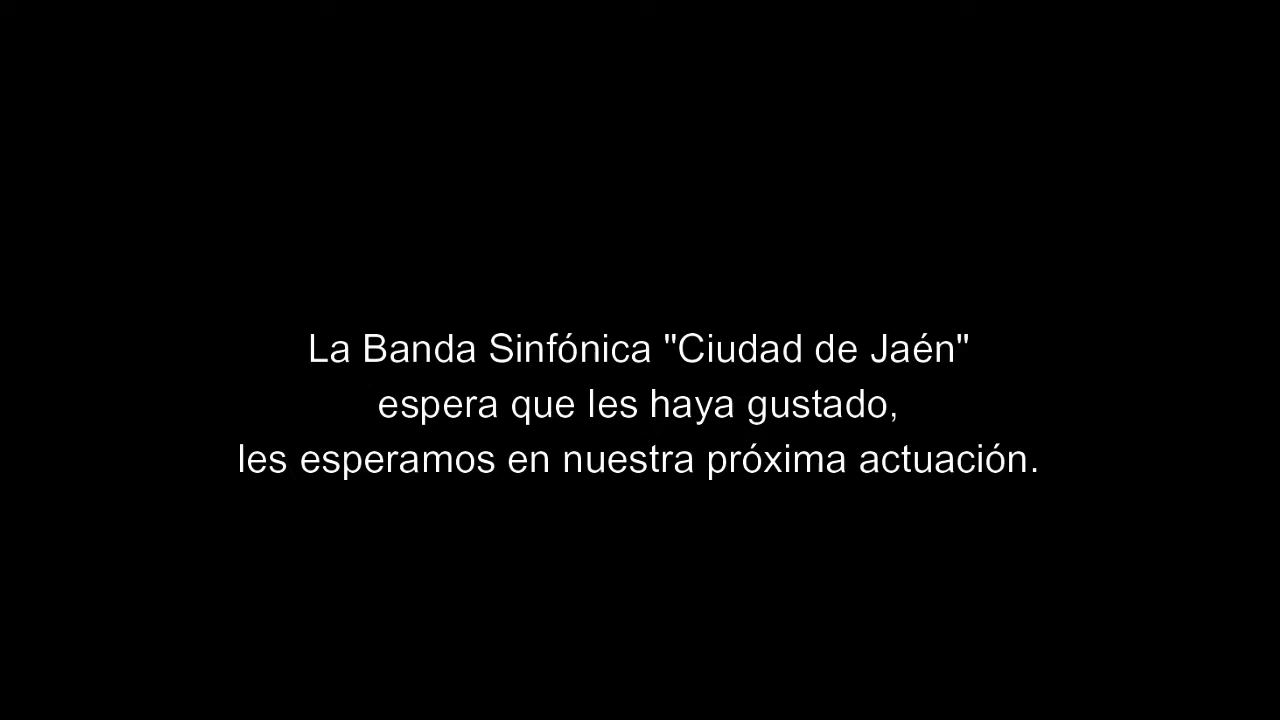 La Banda Sinfónica "Ciudad de Jaén"
espera que les haya gustado,
les esperamos en nuestra próxima actuación.